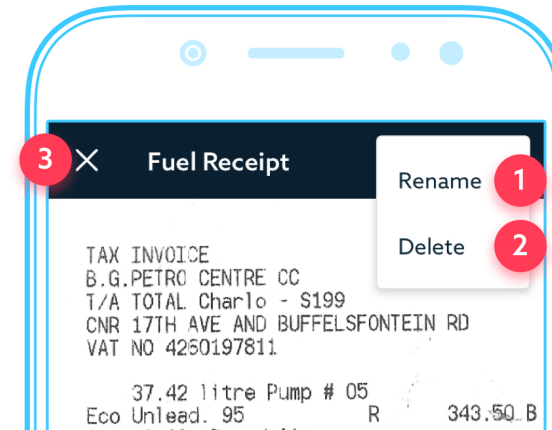 3 Fuel Receipt
Rename 1
Delete 2
TAX INVOICE
B.G.PETRO CENTRE CC
T/A TOTAL Charlo - S199
CNR 17TH AVE AND BUFFELSFONTEIN RD
VAT NO 4260197811
37.42 litre Pump # 05
Eco Unlead. 95 R 343.50 B